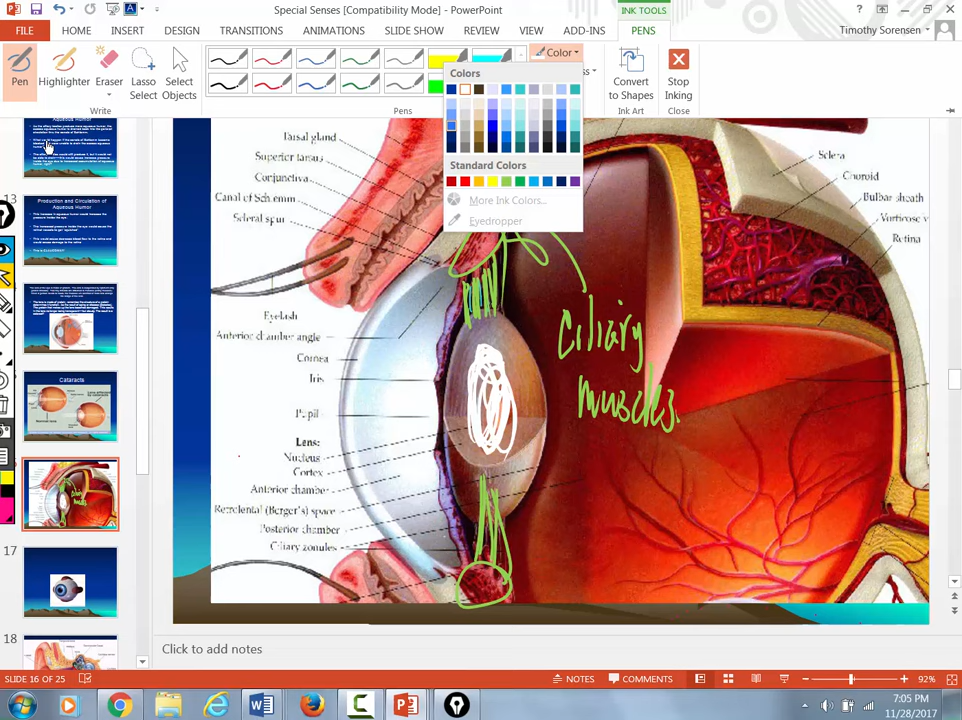 Special Senses [Compatibility Mode] - PowerPoint
INK TOOLS
FILE
HOME
INSERT
DESIGN
TRANSITIONS
ANIMATIONS
SLIDE SHOW
REVIEW
VIEW
ADD-INS
PENS
Timothy Sorensen
Pen
Highlighter
Eraser
Lasso
Select
Select
Objects
Color
Convert
to Shapes
Stop
Inking
Write
Pens
Ink Art
Close
Colors
Standard Colors
More Ink Colors...
Eyedropper
13
Production and Circulation of
Aqueous Humor
Cataracts
17
18
Tarsal gland
Superior tarsus
Conjunctiva
Canal of Schlemm
Scleral spur
Eyelash
Anterior chamber angle
Cornea
Iris
Pupil
Lens:
Nucleus
Cortex
Anterior chamber
Retrolental (Berger's) space
Posterior chamber
Ciliary zonules
Sclera
Choroid
Bulbar sheath
Vorticose v
Retina
Ciliary
muscles.
Click to add notes
SLIDE 16 OF 25
NOTES
COMMENTS
92%
7:05 PM
11/28/2017